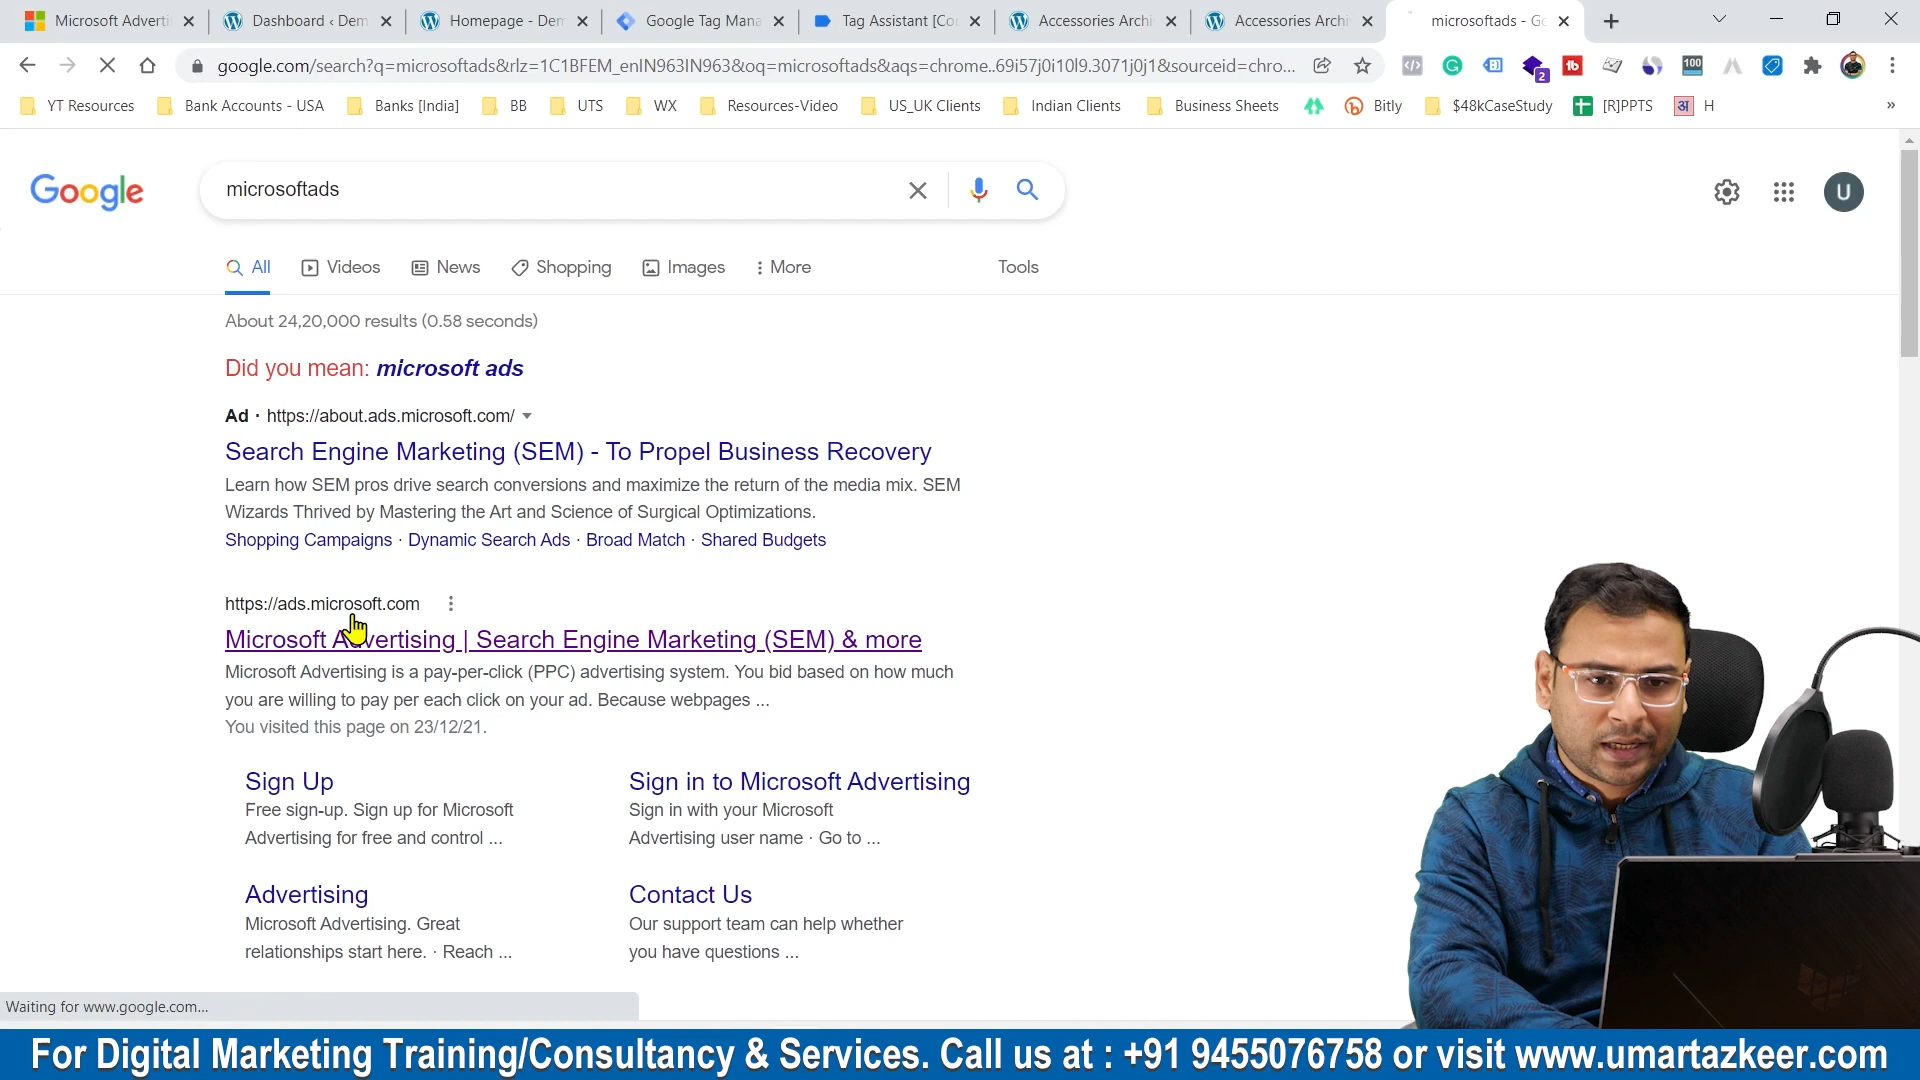 Microsoft Adverti
Dashboard ‹ Dem
Homepage - Dem
Google Tag Mana
Tag Assistant [Co
Accessories Archi
Accessories Archi
microsoftads - Go
google.com/search?q=microsoftads&rlz=1C1BFEM_enIN963IN963&oq=microsoftads&aqs=chrome..69i57j0i10l9.3071j0j1&sourceid=chro...
2
100
YT Resources
Bank Accounts - USA
Banks [India]
BB
UTS
WX
Resources-Video
US_UK Clients
Indian Clients
Business Sheets
Bitly
$48kCaseStudy
[R]PPTS
अ
H
»
Google
microsoftads
U
All
Videos
News
Shopping
Images
More
Tools
About 24,20,000 results (0.58 seconds)
Did you mean: microsoft ads
Ad · https://about.ads.microsoft.com/
Search Engine Marketing (SEM) - To Propel Business Recovery
Learn how SEM pros drive search conversions and maximize the return of the media mix. SEM
Wizards Thrived by Mastering the Art and Science of Surgical Optimizations.
Shopping Campaigns · Dynamic Search Ads · Broad Match · Shared Budgets
https://ads.microsoft.com
Microsoft Advertising | Search Engine Marketing (SEM) & more
Microsoft Advertising is a pay-per-click (PPC) advertising system. You bid based on how much
you are willing to pay per each click on your ad. Because webpages ...
You visited this page on 23/12/21.
Sign Up
Free sign-up. Sign up for Microsoft
Advertising for free and control ...
Sign in to Microsoft Advertising
Sign in with your Microsoft
Advertising user name · Go to ...
Advertising
Microsoft Advertising. Great
relationships start here. · Reach ...
Contact Us
Our support team can help whether
you have questions ...
Waiting for www.google.com...
For Digital Marketing Training/Consultancy & Services. Call us at : +91 9455076758 or visit www.umartazkeer.com